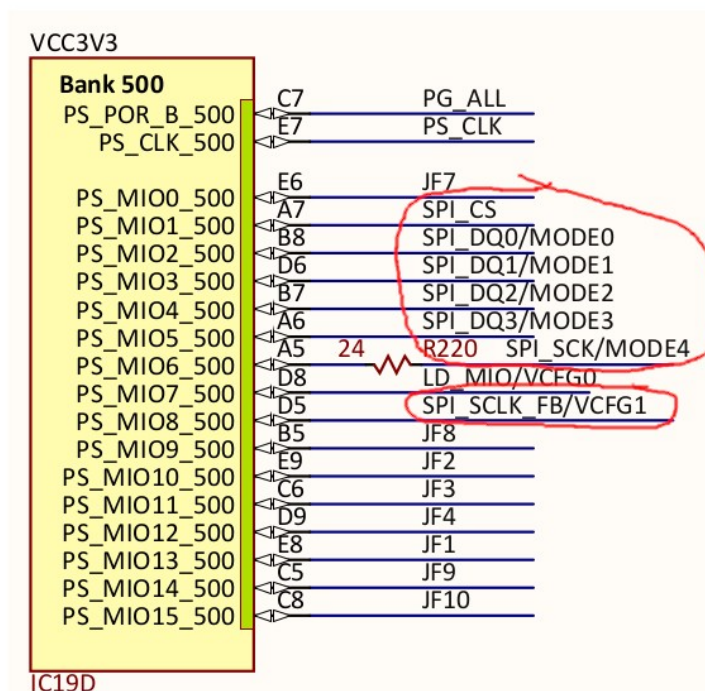 VCC3V3
Bank 500
PS_POR_B_500 C7 PG_ALL
PS_CLK_500 E7 PS_CLK
PS_MIO0_500 E6 JF7
PS_MIO1_500 A7 SPI_CS
PS_MIO2_500 B8 SPI_DQ0/MODE0
PS_MIO3_500 D6 SPI_DQ1/MODE1
PS_MIO4_500 B7 SPI_DQ2/MODE2
PS_MIO5_500 A6 SPI_DQ3/MODE3
PS_MIO6_500 A5 24 R220 SPI_SCK/MODE4
PS_MIO7_500 D8 LD_MIO/VCFG0
PS_MIO8_500 D5 SPI_SCLK_FB/VCFG1
PS_MIO9_500 B5 JF8
PS_MIO10_500 E9 JF2
PS_MIO11_500 C6 JF3
PS_MIO12_500 D9 JF4
PS_MIO13_500 E8 JF1
PS_MIO14_500 C5 JF9
PS_MIO15_500 C8 JF10
IC19D